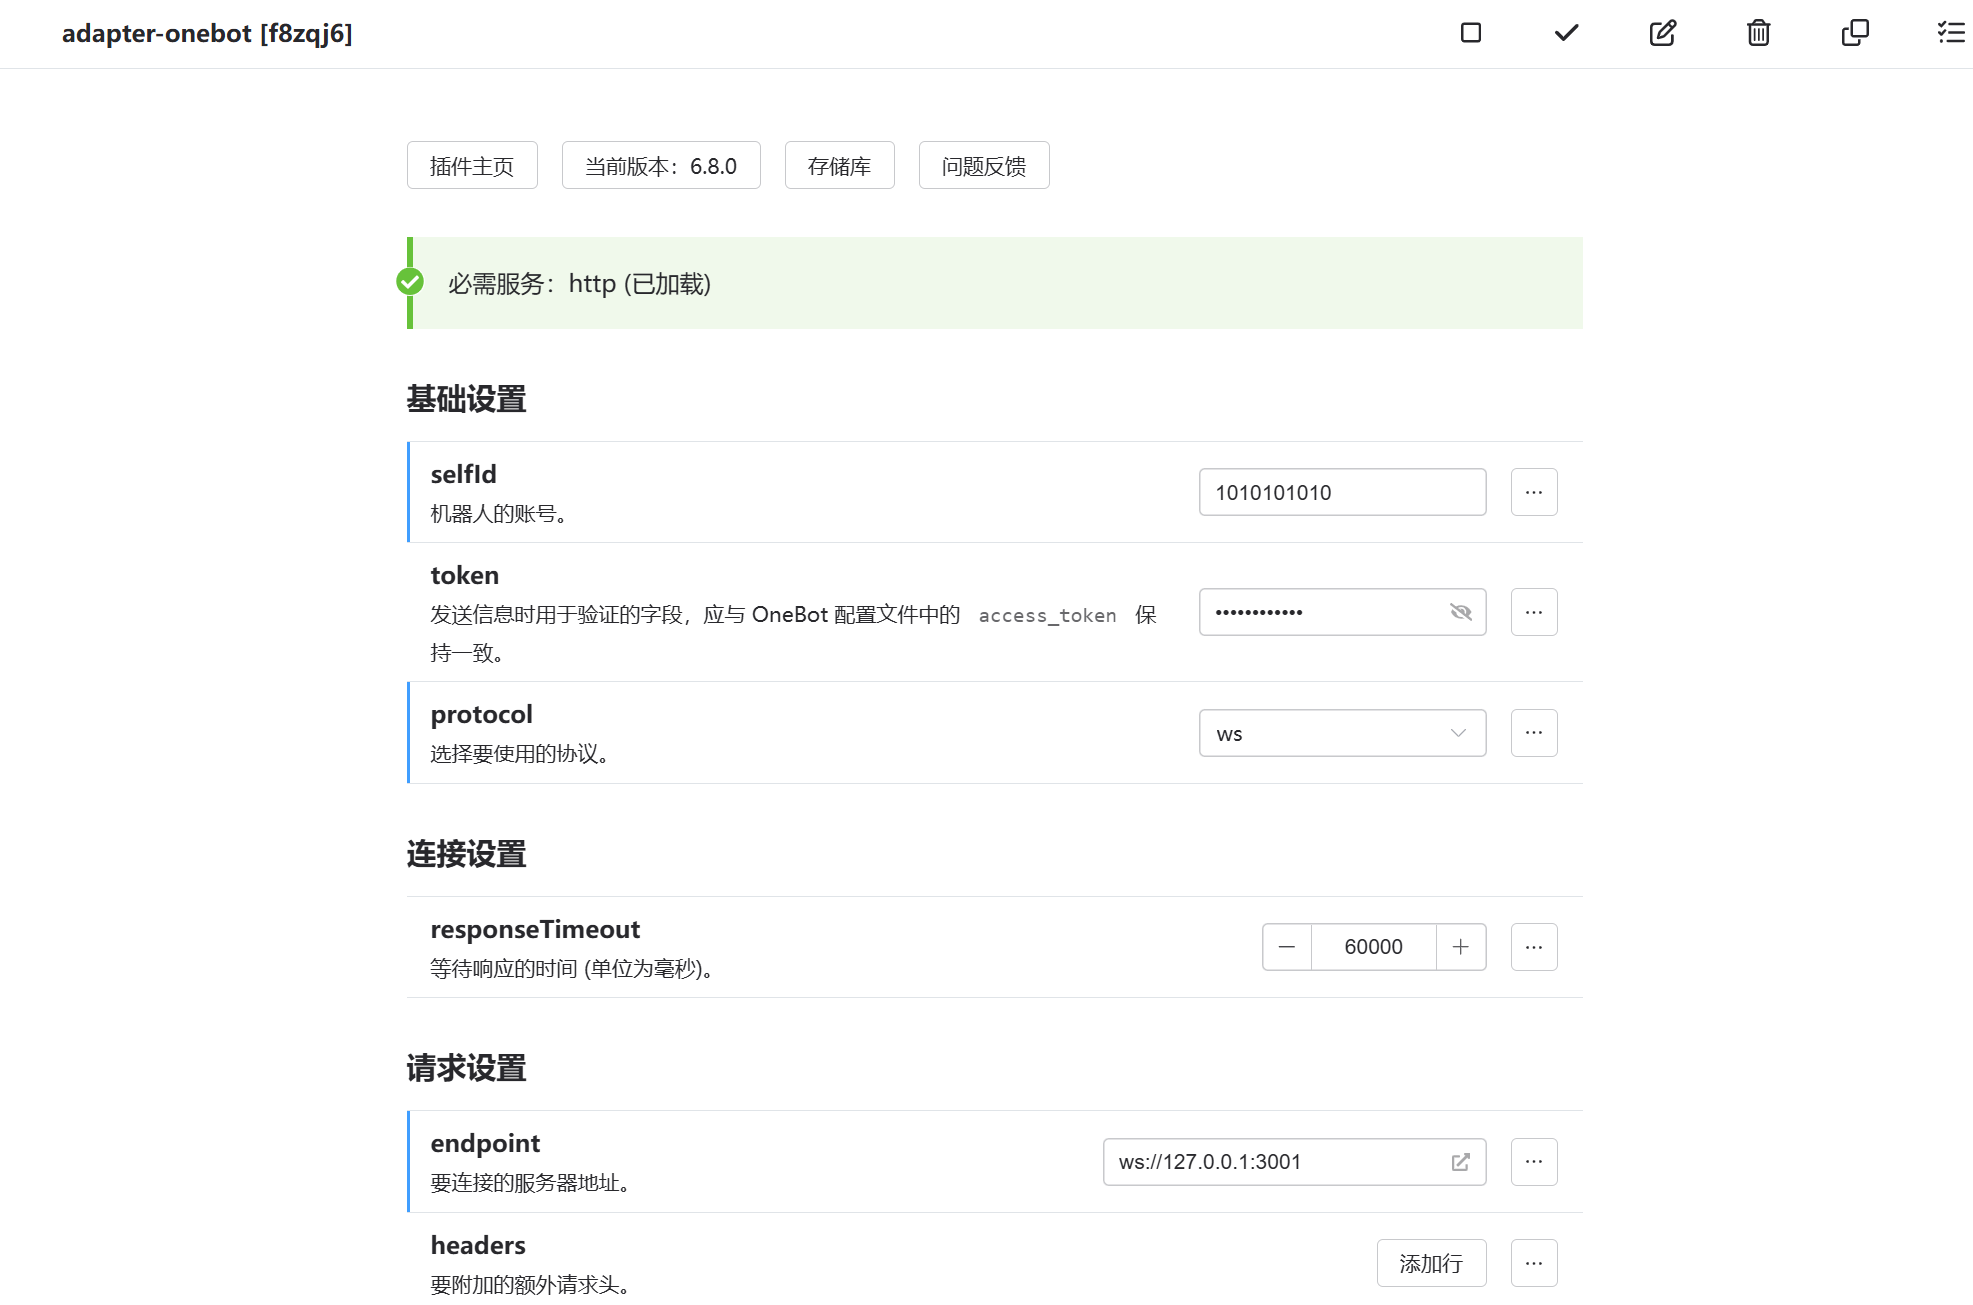 adapter-onebot [f8zqj6]
插件主页 当前版本：6.8.0 存储库 问题反馈
必需服务：http (已加载)
基础设置
selfId
机器人的账号。
1010101010
token
发送信息时用于验证的字段，应与 OneBot 配置文件中的 access_token 保
持一致。
••••••••••••
protocol
选择要使用的协议。
ws
连接设置
responseTimeout
等待响应的时间 (单位为毫秒)。
60000
请求设置
endpoint
要连接的服务器地址。
ws://127.0.0.1:3001
headers
要附加的额外请求头。
添加行